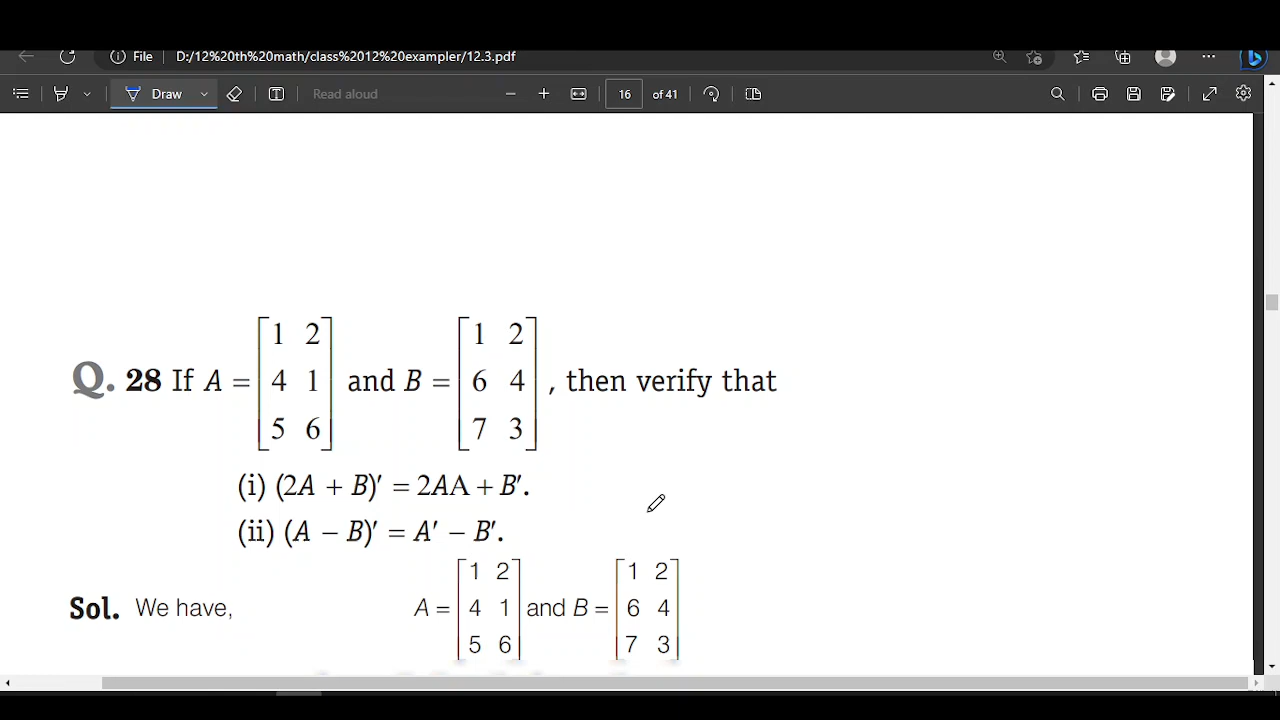 File D:/12%20th%20math/class%2012%20exampler/12.3.pdf
Draw Read aloud 16 of 41
Q. 28 If A = [1 2; 4 1; 5 6] and B = [1 2; 6 4; 7 3], then verify that
(i) (2A + B)′ = 2AA + B′.
(ii) (A − B)′ = A′ − B′.
Sol. We have, A = [1 2; 4 1; 5 6] and B = [1 2; 6 4; 7 3]